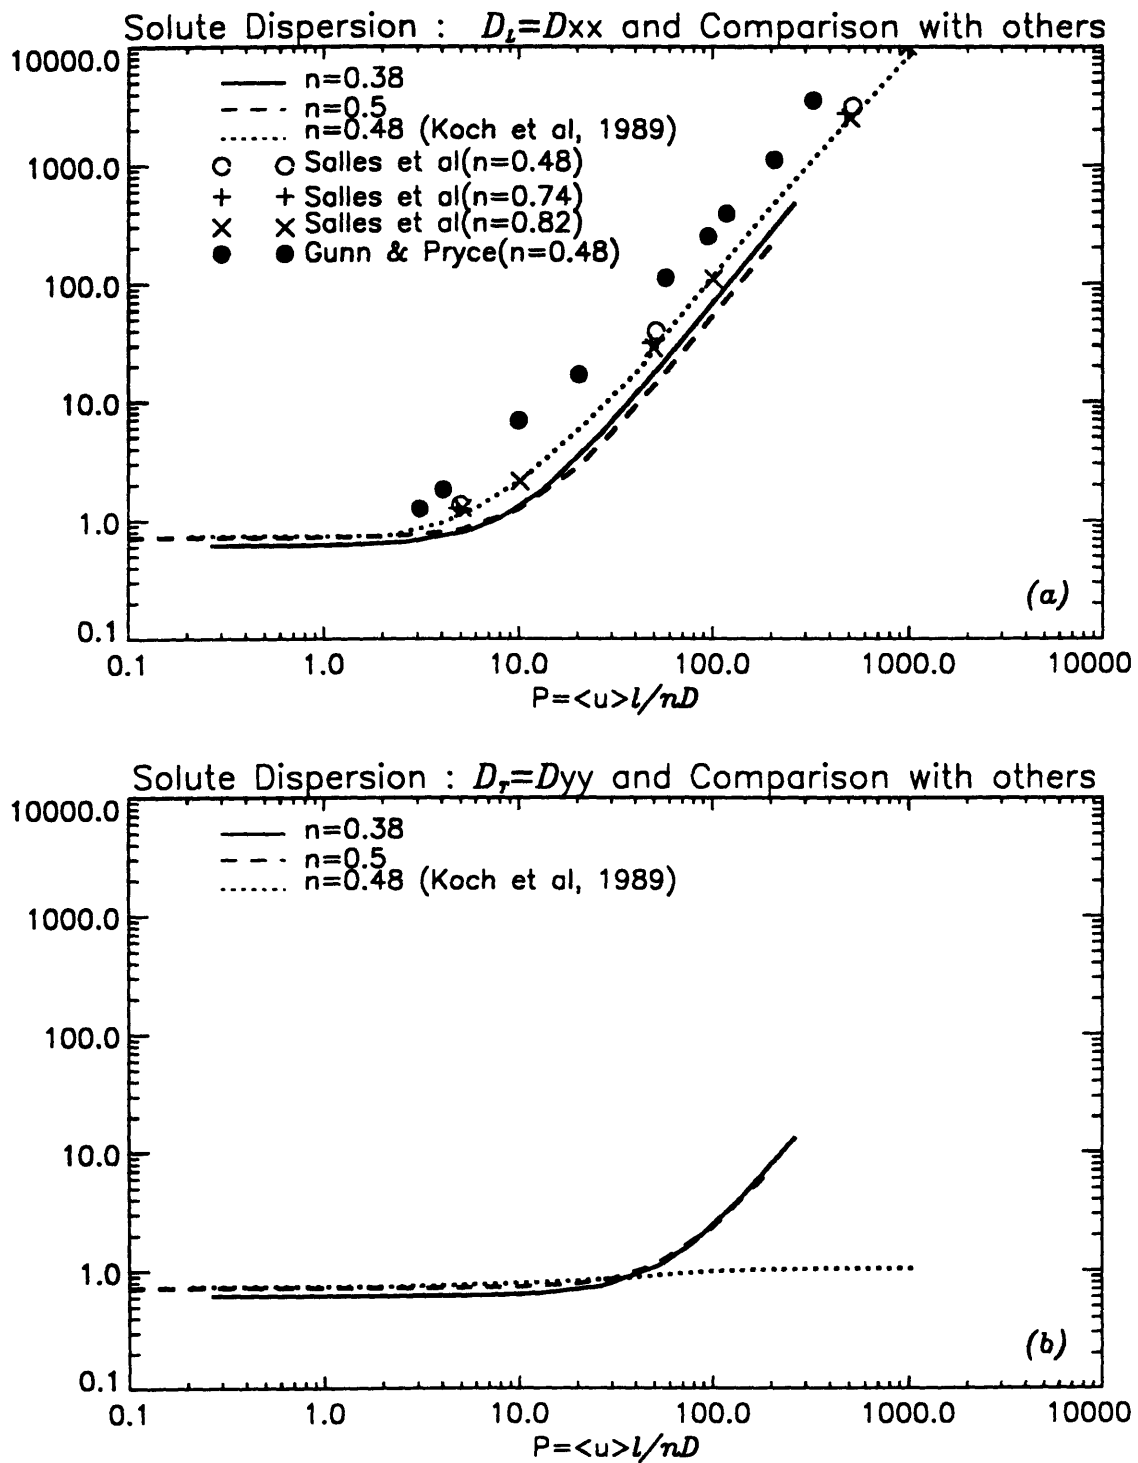 Solute Dispersion : D_L=Dxx and Comparison with others
10000.0
1000.0
100.0
10.0
1.0
0.1
n=0.38
n=0.5
n=0.48 (Koch et al, 1989)
Salles et al(n=0.48)
Salles et al(n=0.74)
Salles et al(n=0.82)
Gunn & Pryce(n=0.48)
(a)
0.1 1.0 10.0 100.0 1000.0 10000
P=<u>l/nD
Solute Dispersion : D_T=Dyy and Comparison with others
10000.0
1000.0
100.0
10.0
1.0
0.1
n=0.38
n=0.5
n=0.48 (Koch et al, 1989)
(b)
0.1 1.0 10.0 100.0 1000.0 10000
P=<u>l/nD